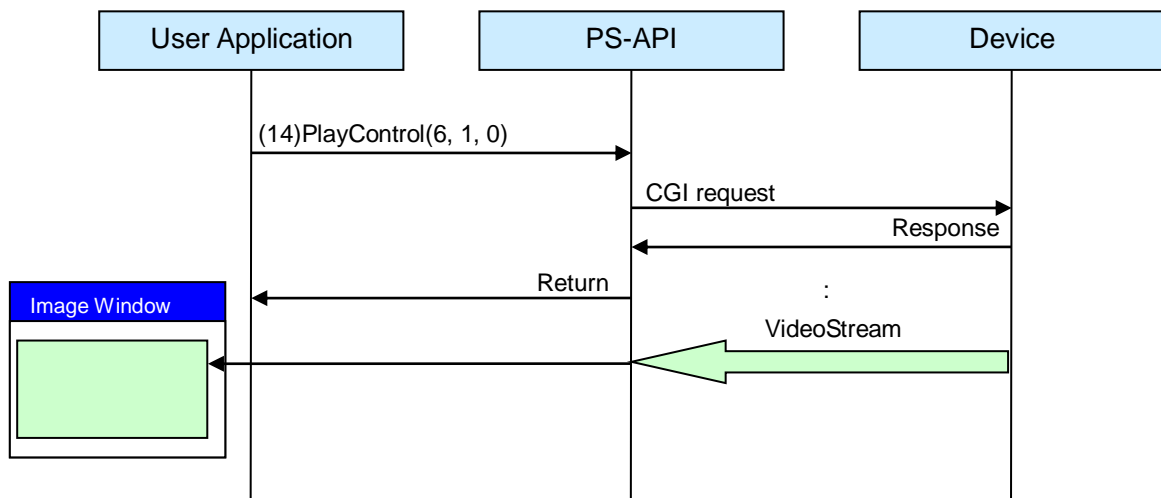 User Application
PS-API
Device
(14)PlayControl(6, 1, 0)
CGI request
Response
Return
:
Image Window
VideoStream